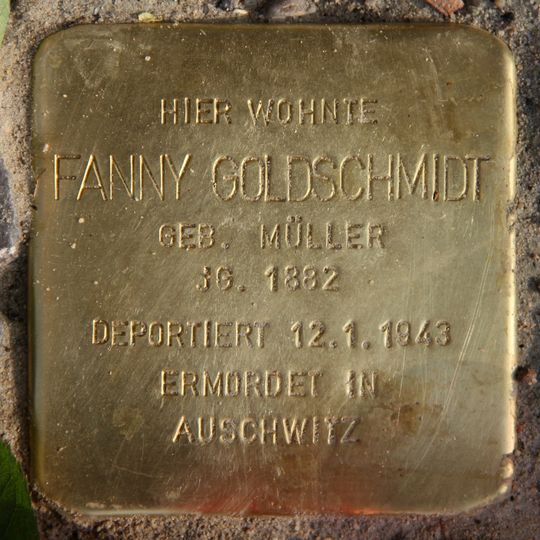 HIER WOHNTE
FANNY GOLDSCHMIDT
GEB. MÜLLER
JG. 1882
DEPORTIERT 12.1.1943
ERMORDET IN
AUSCHWITZ